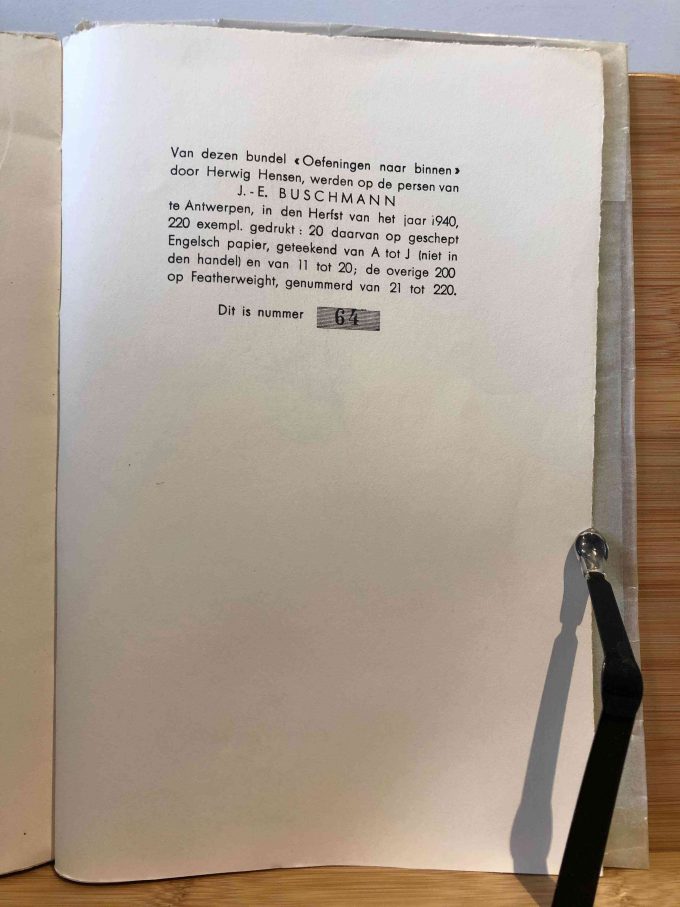 Van dezen bundel «Oefeningen naar binnen»
door Herwig Hensen, werden op de persen van
J.-E. BUSCHMANN
te Antwerpen, in den Herfst van het jaar 1940,
220 exempl. gedrukt: 20 daarvan op geschept
Engelsch papier, geteekend van A tot J (niet in
den handel) en van 11 tot 20; de overige 200
op Featherweight, genummerd van 21 tot 220.
Dit is nummer 64